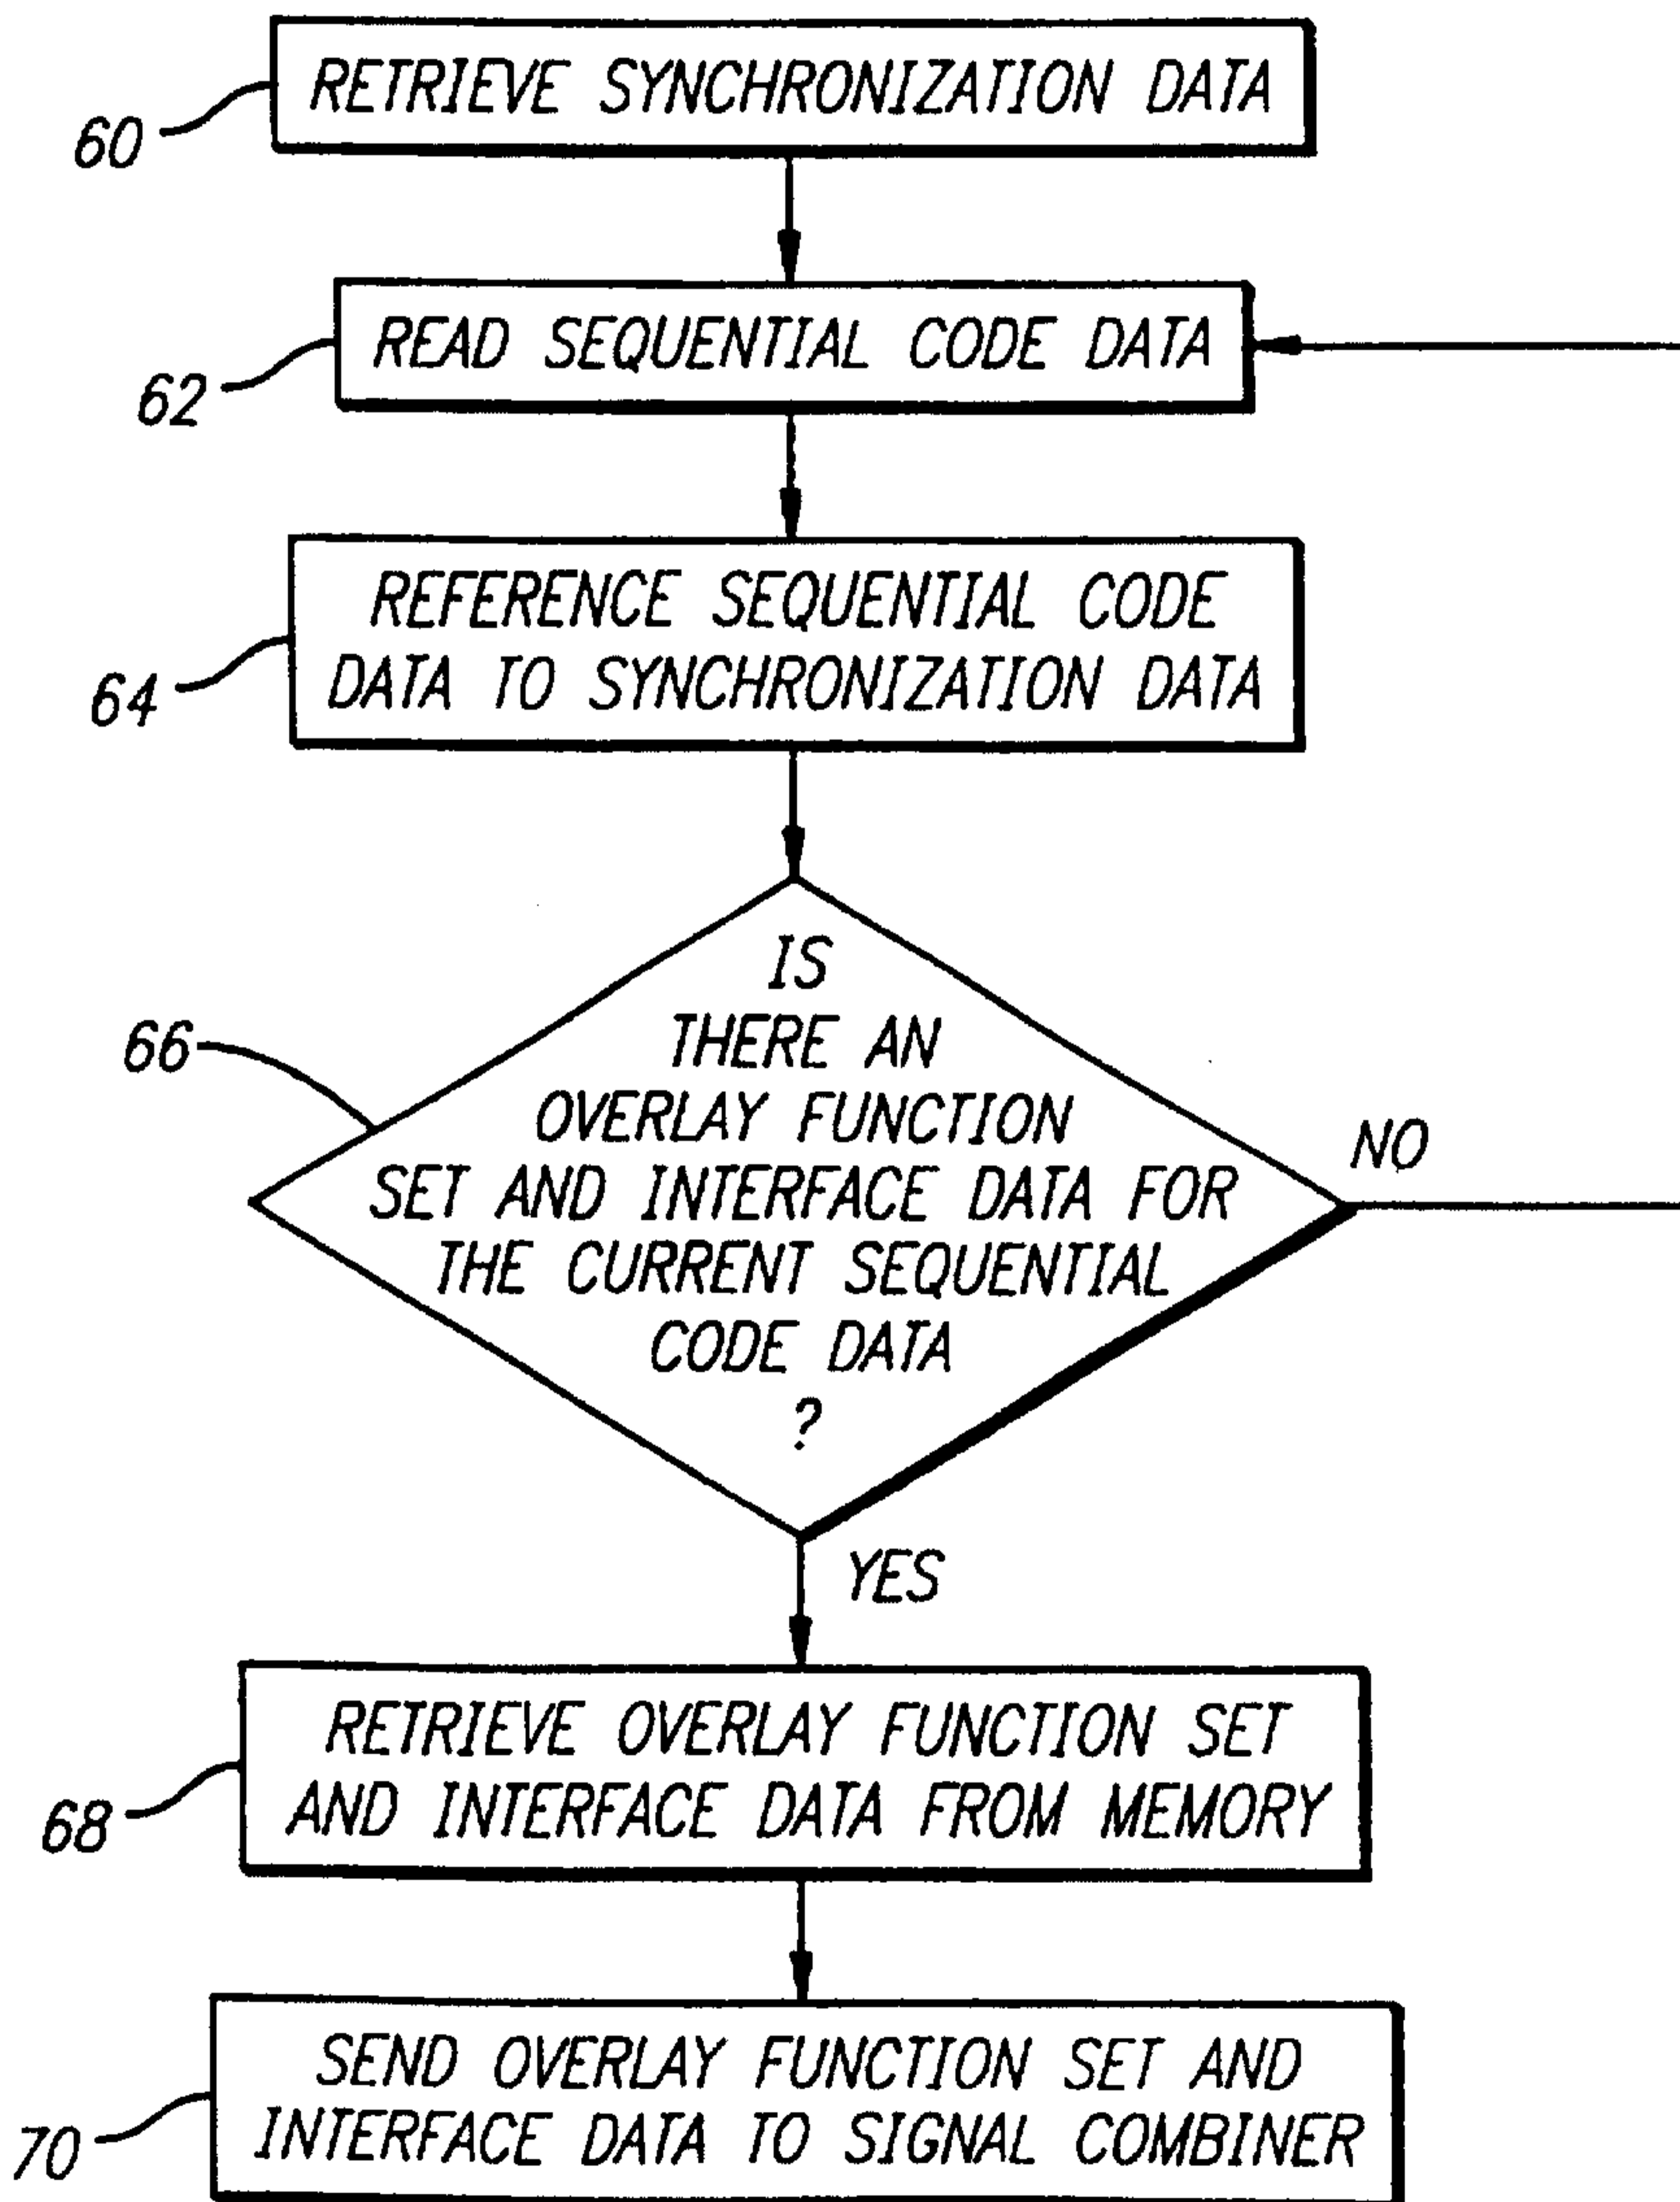 60
RETRIEVE SYNCHRONIZATION DATA
62
READ SEQUENTIAL CODE DATA
64
REFERENCE SEQUENTIAL CODE
DATA TO SYNCHRONIZATION DATA
66
IS
THERE AN
OVERLAY FUNCTION
SET AND INTERFACE DATA FOR
THE CURRENT SEQUENTIAL
CODE DATA
?
NO
YES
68
RETRIEVE OVERLAY FUNCTION SET
AND INTERFACE DATA FROM MEMORY
70
SEND OVERLAY FUNCTION SET AND
INTERFACE DATA TO SIGNAL COMBINER